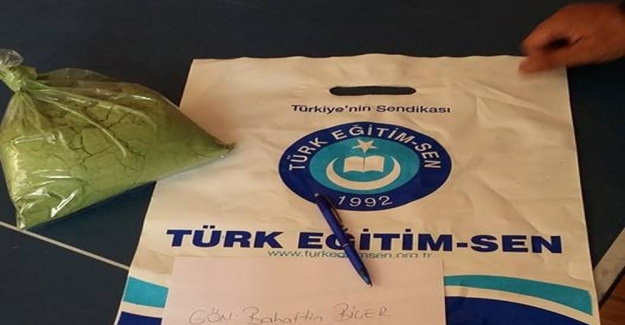 Türkiye'nin Sendikası
TÜRK EĞİTİM-SEN
1992
TÜRK EĞİTİM-SEN
www.turkegitimsen.org.tr
GÖN: Bahattin BİÇER